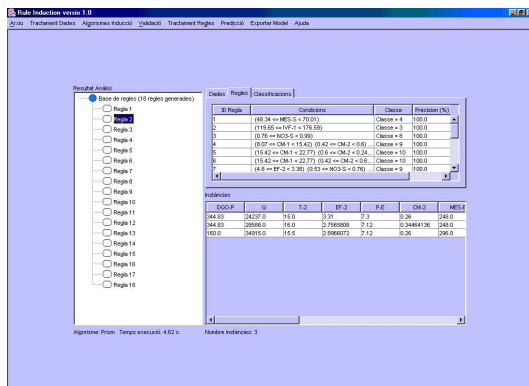 Rule Induction versio 1.0
Arxiu Tractament Dades Algorismes Inducció Validació Tractament Regles Predicció Exportar Model Ajuda
Resultat Anàlisi
Base de regles (18 regles generades)
Regla 1
Regla 2
Regla 3
Regla 4
Regla 5
Regla 6
Regla 7
Regla 8
Regla 9
Regla 10
Regla 11
Regla 12
Regla 13
Regla 14
Regla 15
Regla 16
Regla 17
Regla 18
Dades Regles Classificacions
ID Regla Condicions Classe Precision (%)
1 (48.34 <= MES-S < 70.01) Classe = 4 100.0
2 (119.65 <= IVF-1 < 176.59) Classe = 3 100.0
3 (0.76 <= NO3-S < 0.99) Classe = 8 100.0
4 (8.07 <= CM-1 < 15.42) (0.42 <= CM-2 < 0.6) ... Classe = 9 100.0
5 (15.42 <= CM-1 < 22.77) (0.6 <= CM-2 < 0.24... Classe = 10 100.0
6 (15.42 <= CM-1 < 22.77) (0.42 <= CM-2 < 0.6... Classe = 10 100.0
7 (4.8 <= EF-2 < 3.38) (0.53 <= NO3-S < 0.76) ... Classe = 9 100.0
Instàncies
DQO-P Q T-2 EF-2 P-E CM-2 MES-E
344.83 24237.0 15.0 3.31 7.3 0.26 248.0
344.83 28588.0 16.0 2.7565808 7.12 0.34464136 248.0
160.0 34915.0 15.5 2.8966072 7.12 0.26 296.0
Algorisme: Prism Temps execució: 4.62 s.
Nombre Instàncies: 3